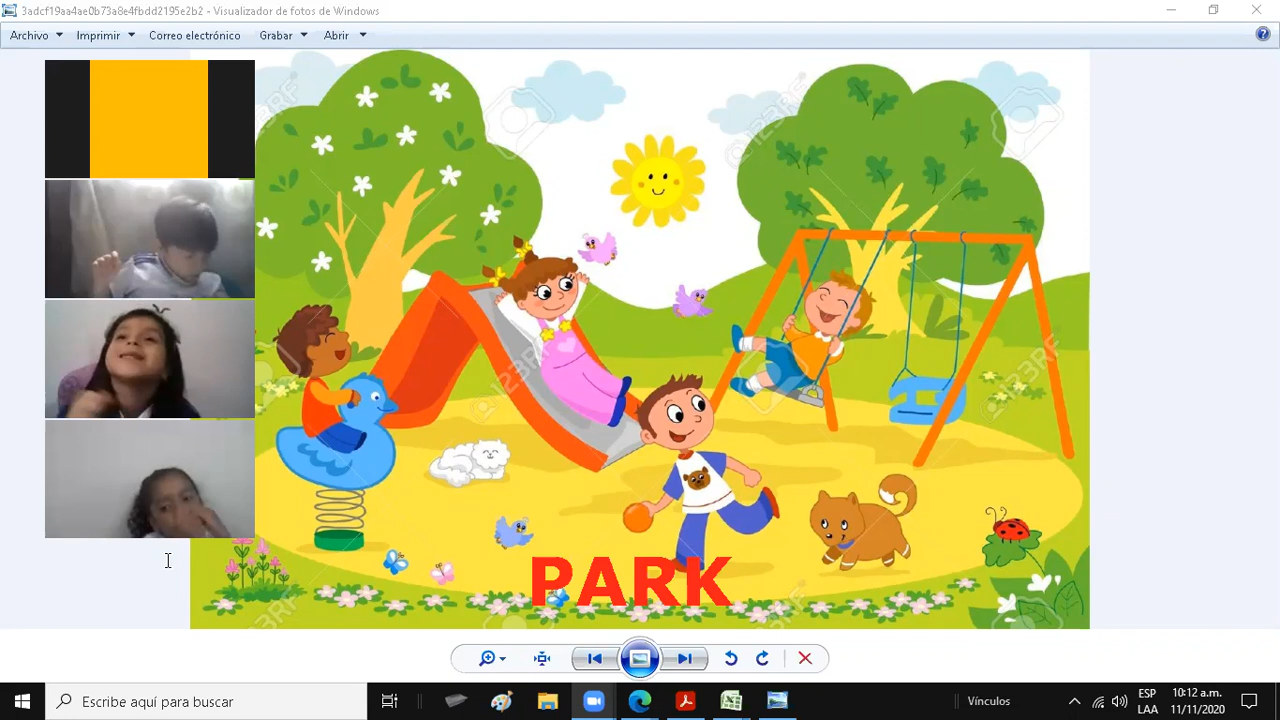 3adcf19aa4ae0b73a8e4fbdd2195e2b2 - Visualizador de fotos de Windows
Archivo Imprimir Correo electrónico Grabar Abrir
123RF
PARK
Escribe aquí para buscar
Vínculos
ESP
LAA
10:12 a.m.
11/11/2020